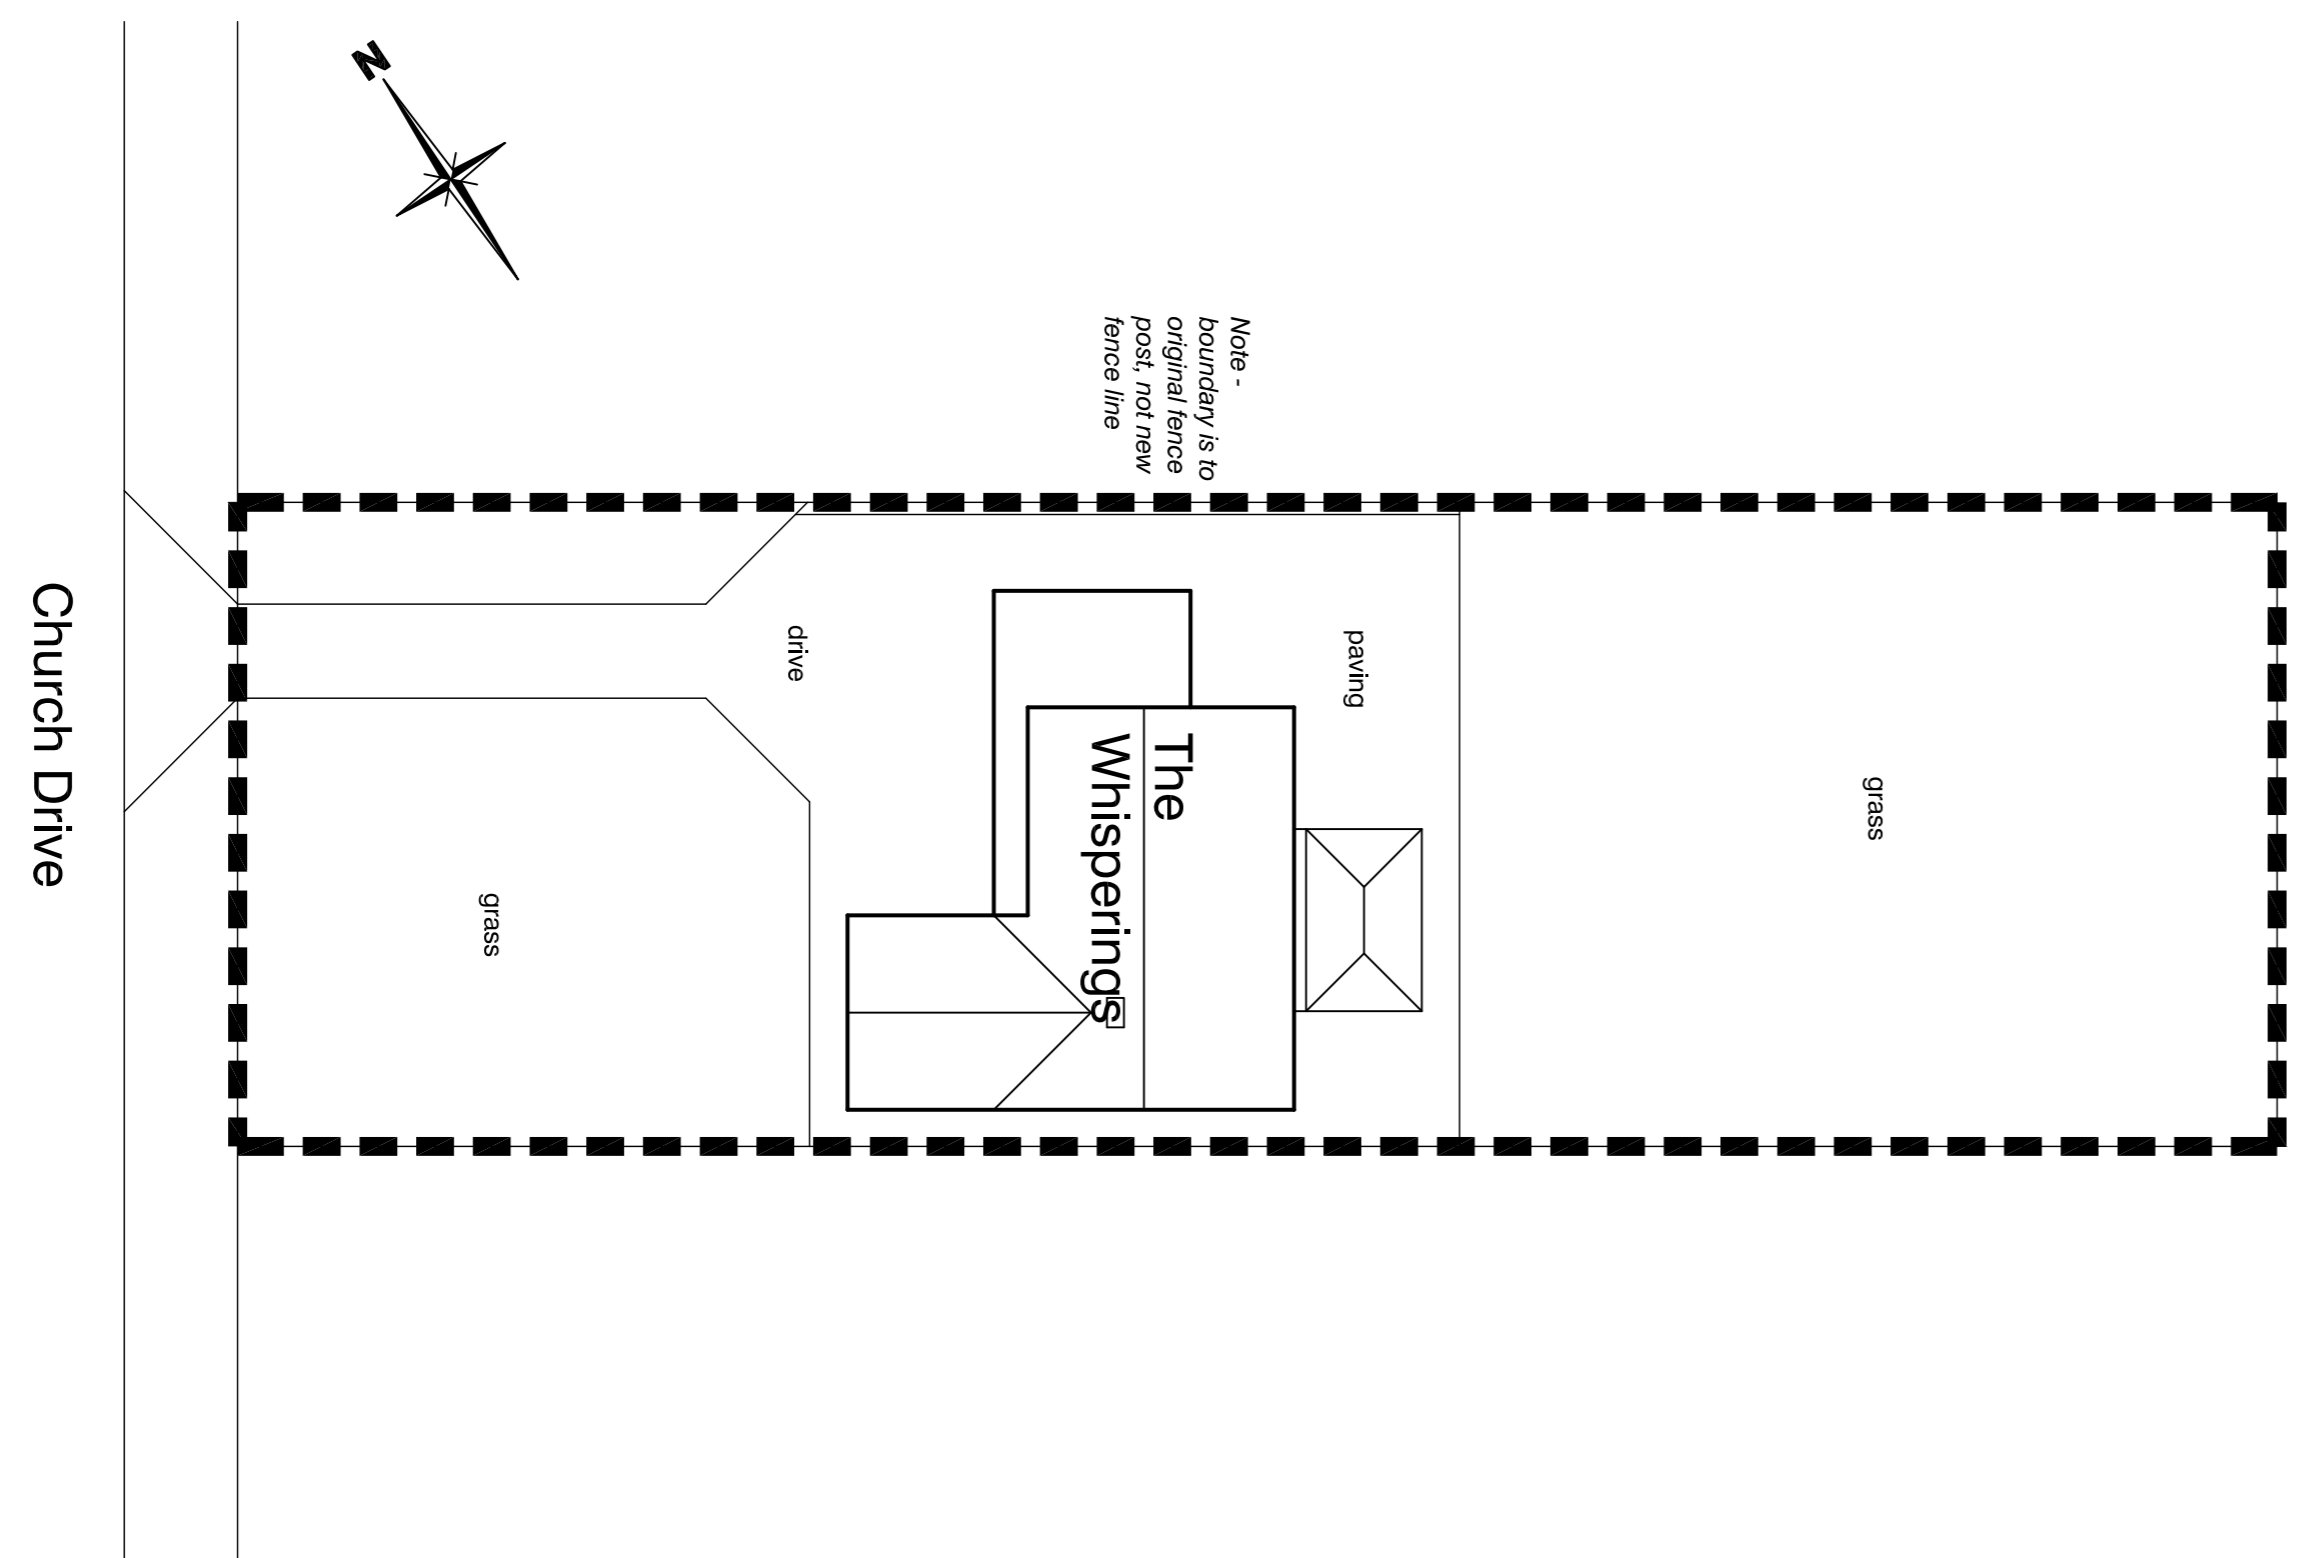 N
Note -
boundary is to
original fence
post, not new
fence line
Church Drive
drive
paving
The
Whisperings
grass
grass